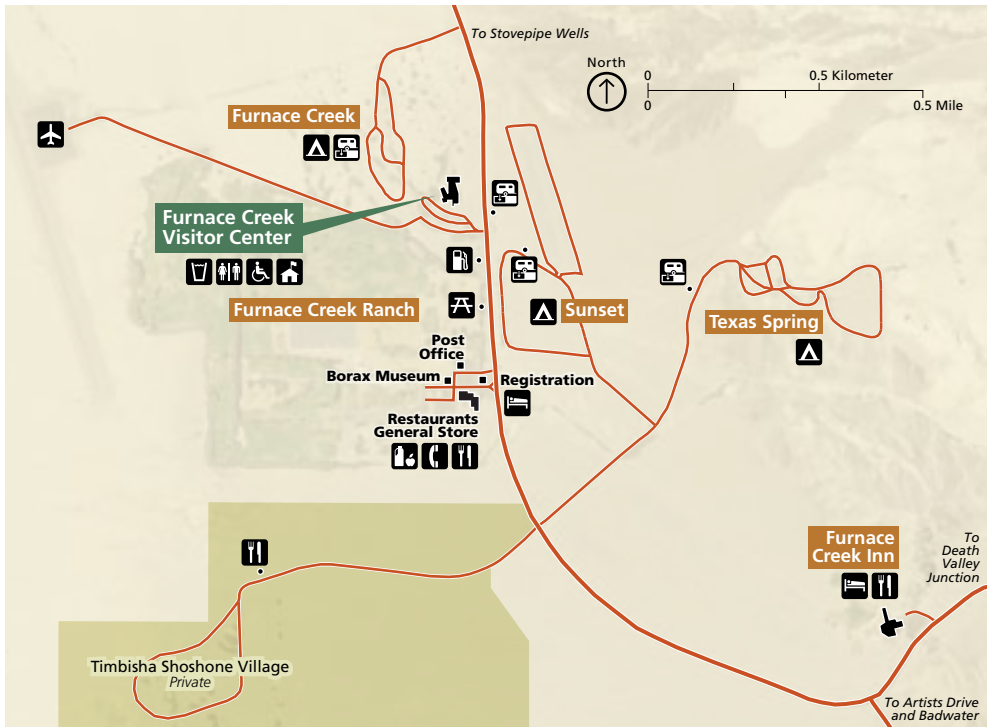 To Stovepipe Wells
North
0
0.5 Kilometer
0
0.5 Mile
Furnace Creek
Furnace Creek
Visitor Center
Furnace Creek Ranch
Sunset
Texas Spring
Post
Office
Borax Museum
Registration
Restaurants
General Store
Furnace
Creek Inn
To
Death
Valley
Junction
Timbisha Shoshone Village
Private
To Artists Drive
and Badwater